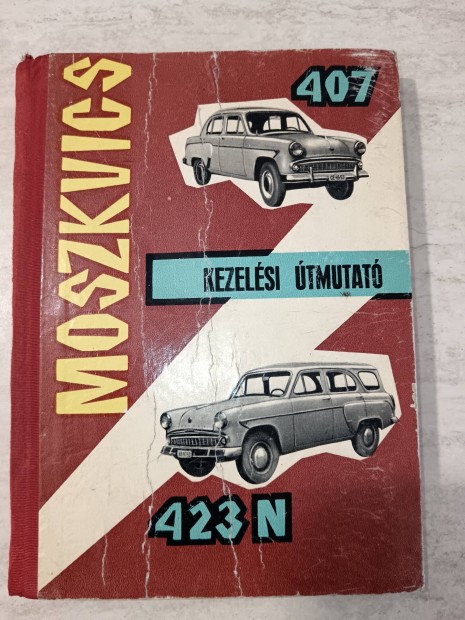 MOSZKVICS
407
KEZELÉSI ÚTMUTATÓ
423 N